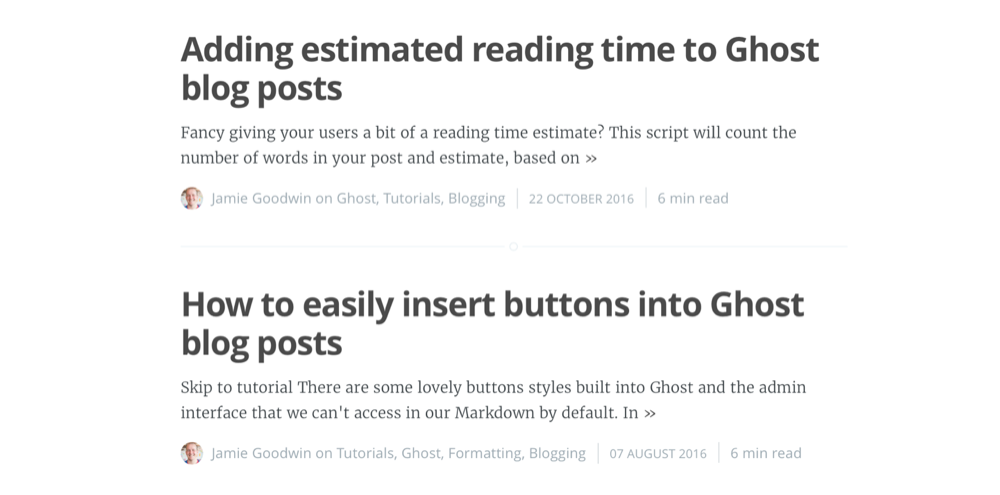 Adding estimated reading time to Ghost
blog posts
Fancy giving your users a bit of a reading time estimate? This script will count the
number of words in your post and estimate, based on »
Jamie Goodwin on Ghost, Tutorials, Blogging | 22 OCTOBER 2016 | 6 min read
How to easily insert buttons into Ghost
blog posts
Skip to tutorial There are some lovely buttons styles built into Ghost and the admin
interface that we can't access in our Markdown by default. In »
Jamie Goodwin on Tutorials, Ghost, Formatting, Blogging | 07 AUGUST 2016 | 6 min read